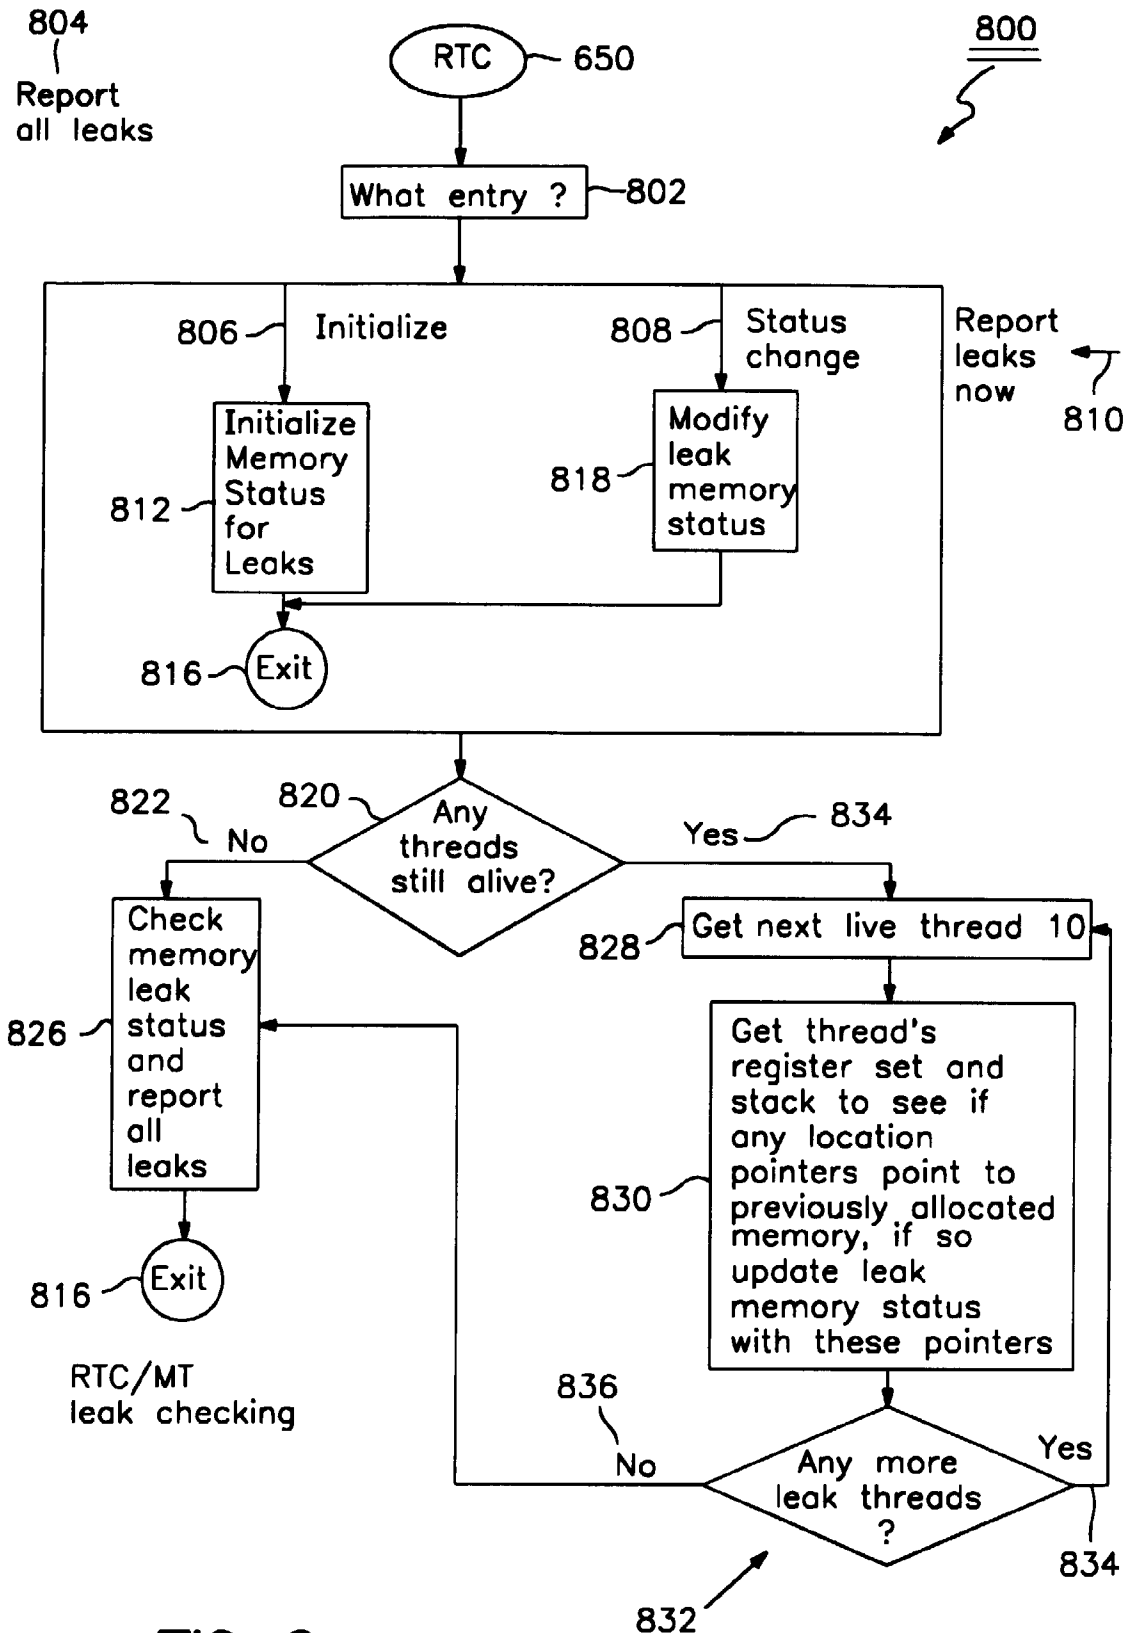 804
Report
all leaks
RTC
650
800
What entry ?
802
806
Initialize
808
Status
change
Report
leaks
now
810
812
Initialize
Memory
Status
for
Leaks
818
Modify
leak
memory
status
816
Exit
820
Any
threads
still alive?
822
No
Yes
834
826
Check
memory
leak
status
and
report
all
leaks
828
Get next live thread 10
830
Get thread's
register set and
stack to see if
any location
pointers point to
previously allocated
memory, if so
update leak
memory status
with these pointers
816
Exit
RTC/MT
leak checking
836
No
Any more
leak threads
?
Yes
834
832